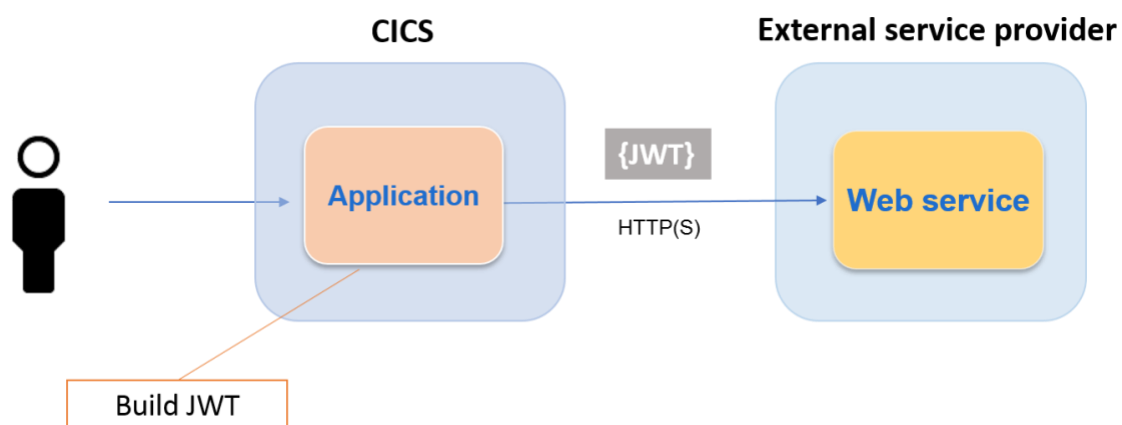 CICS
External service provider
Application
{JWT}
HTTP(S)
Web service
Build JWT